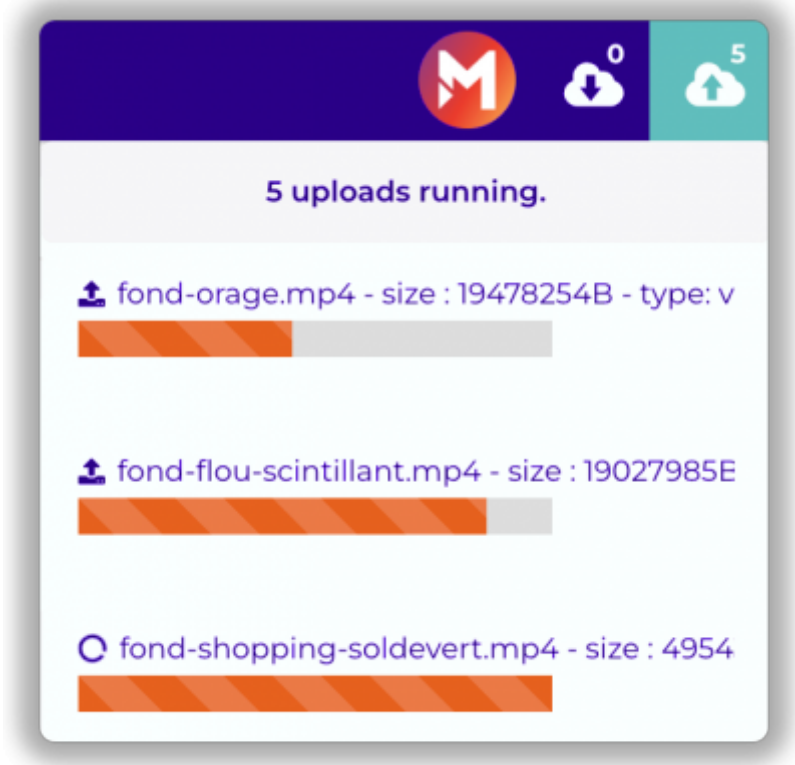 0 5
5 uploads running.
fond-orage.mp4 - size : 19478254B - type: v
fond-flou-scintillant.mp4 - size : 19027985B
fond-shopping-soldevert.mp4 - size : 4954